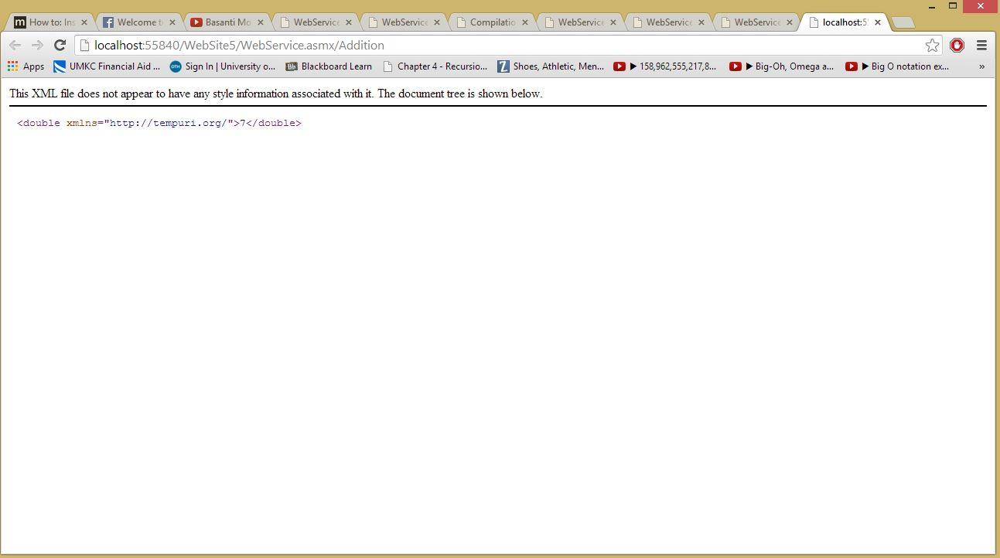 How to: Ins
Welcome t
Basanti Mo
WebService
WebService
Compilatio
WebService
WebService
WebService
localhost:5
localhost:55840/WebSite5/WebService.asmx/Addition
Apps
UMKC Financial Aid ...
Sign In | University o...
Bb Blackboard Learn
Chapter 4 - Recursio...
Shoes, Athletic, Men...
▶ 158,962,555,217,8...
▶ Big-Oh, Omega a...
▶ Big O notation ex...
»
This XML file does not appear to have any style information associated with it. The document tree is shown below.
<double xmlns="http://tempuri.org/">7</double>